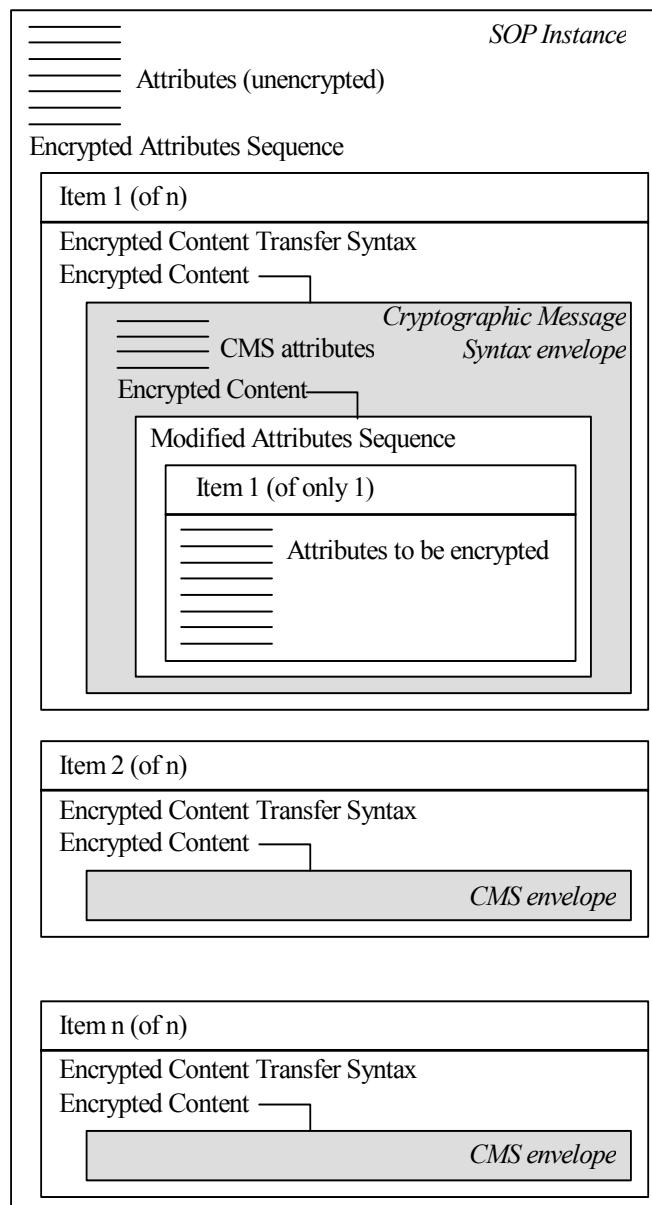 SOP Instance
Attributes (unencrypted)
Encrypted Attributes Sequence
Item 1 (of n)
Encrypted Content Transfer Syntax
Encrypted Content
Cryptographic Message
Syntax envelope
CMS attributes
Encrypted Content
Modified Attributes Sequence
Item 1 (of only 1)
Attributes to be encrypted
Item 2 (of n)
Encrypted Content Transfer Syntax
Encrypted Content
CMS envelope
Item n (of n)
Encrypted Content Transfer Syntax
Encrypted Content
CMS envelope